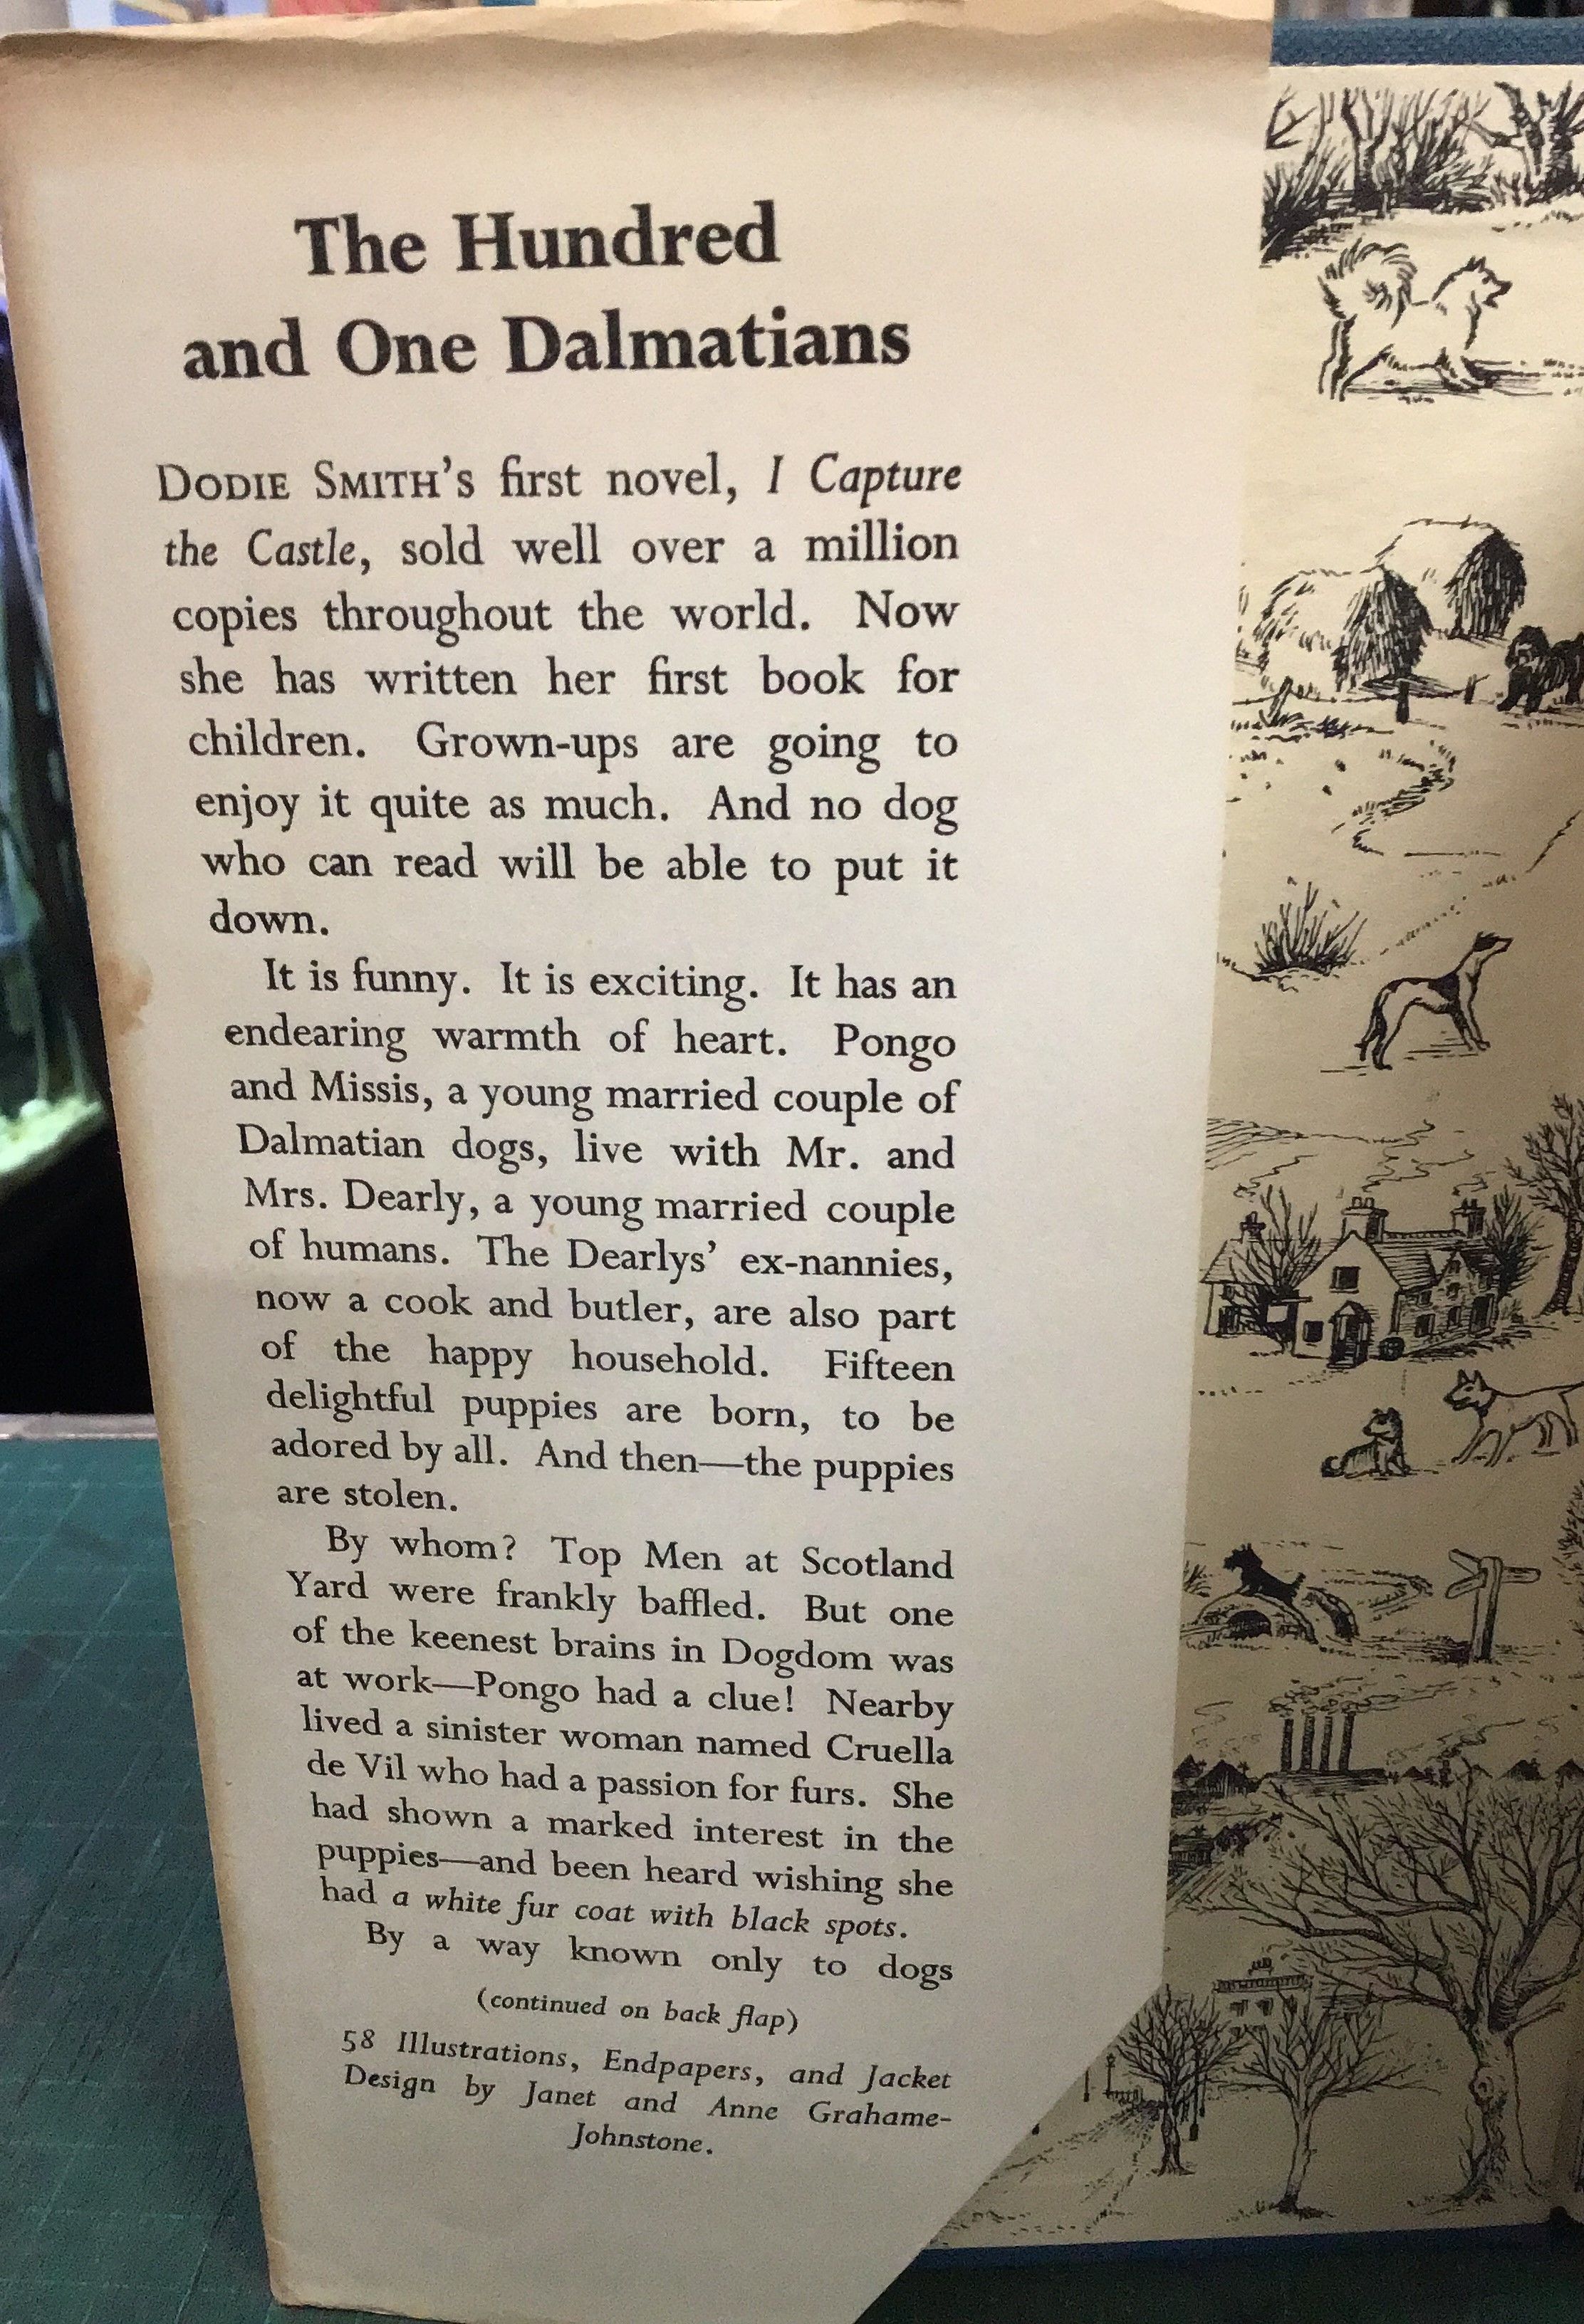 The Hundred
and One Dalmatians
DODIE SMITH's first novel, I Capture
the Castle, sold well over a million
copies throughout the world. Now
she has written her first book for
children. Grown-ups are going to
enjoy it quite as much. And no dog
who can read will be able to put it
down.
It is funny. It is exciting. It has an
endearing warmth of heart. Pongo
and Missis, a young married couple of
Dalmatian dogs, live with Mr. and
Mrs. Dearly, a young married couple
of humans. The Dearlys' ex-nannies,
now a cook and butler, are also part
of the happy household. Fifteen
delightful puppies are born, to be
adored by all. And then—the puppies
are stolen.
By whom? Top Men at Scotland
Yard were frankly baffled. But one
of the keenest brains in Dogdom was
at work—Pongo had a clue! Nearby
lived a sinister woman named Cruella
de Vil who had a passion for furs. She
had shown a marked interest in the
puppies—and been heard wishing she
had a white fur coat with black spots.
By a way known only to dogs
(continued on back flap)
58 Illustrations, Endpapers, and Jacket
Design by Janet and Anne Grahame-
Johnstone.